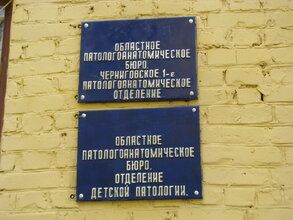 ОБЛАСТНОЕ
ПАТОЛОГОАНАТОМИЧЕСКОЕ
БЮРО.
ЧЕРНИГОВСКОЕ 1-е
ПАТОЛОГОАНАТОМИЧЕСКОЕ
ОТДЕЛЕНИЕ
ОБЛАСТНОЕ
ПАТОЛОГОАНАТОМИЧЕСКОЕ
БЮРО.
ОТДЕЛЕНИЕ
ДЕТСКОЙ ПАТОЛОГИИ.